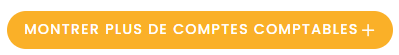 MONTRER PLUS DE COMPTES COMPTABLES +